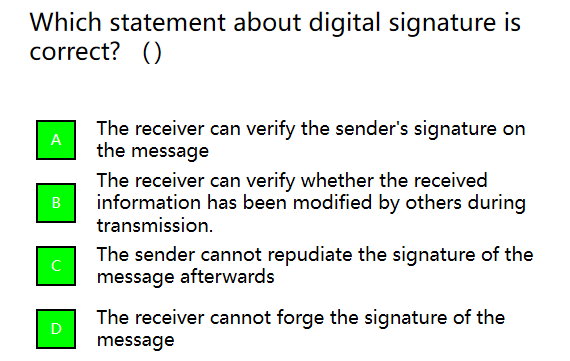 Which statement about digital signature is
correct? ()
A
The receiver can verify the sender's signature on
the message
B
The receiver can verify whether the received
information has been modified by others during
transmission.
C
The sender cannot repudiate the signature of the
message afterwards
D
The receiver cannot forge the signature of the
message